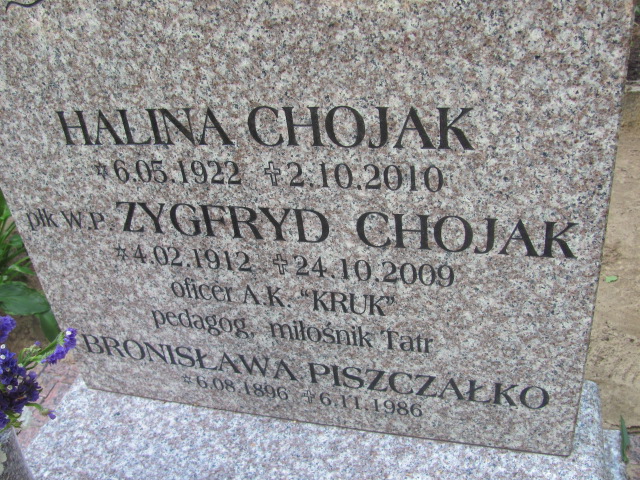 HALINA CHOJAK
*6.05.1922 ✝2.10.2010
płk W.P. ZYGFRYD CHOJAK
*4.02.1912 ✝24.10.2009
oficer A.K. "KRUK"
pedagog, miłośnik Tatr
BRONISŁAWA PISZCZAŁKO
*6.08.1896 ✝6.11.1986